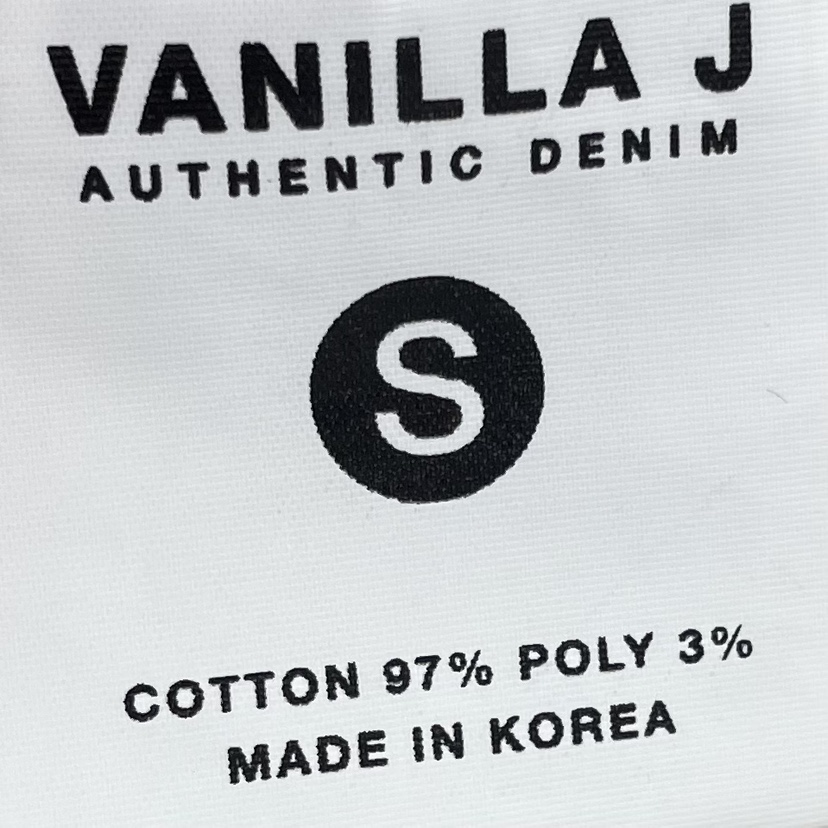 VANILLA J
AUTHENTIC DENIM
S
COTTON 97% POLY 3%
MADE IN KOREA